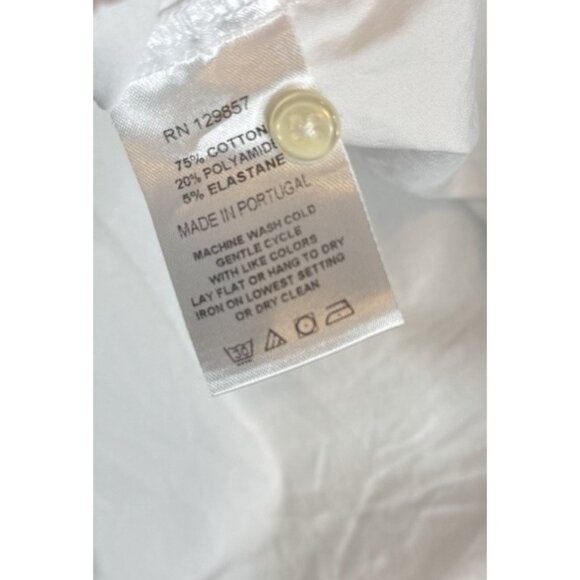 RN 129857
75% COTTON
20% POLYAMIDE
5% ELASTANE
MADE IN PORTUGAL
MACHINE WASH COLD
GENTLE CYCLE
WITH LIKE COLORS
LAY FLAT OR HANG TO DRY
IRON ON LOWEST SETTING
OR DRY CLEAN
30